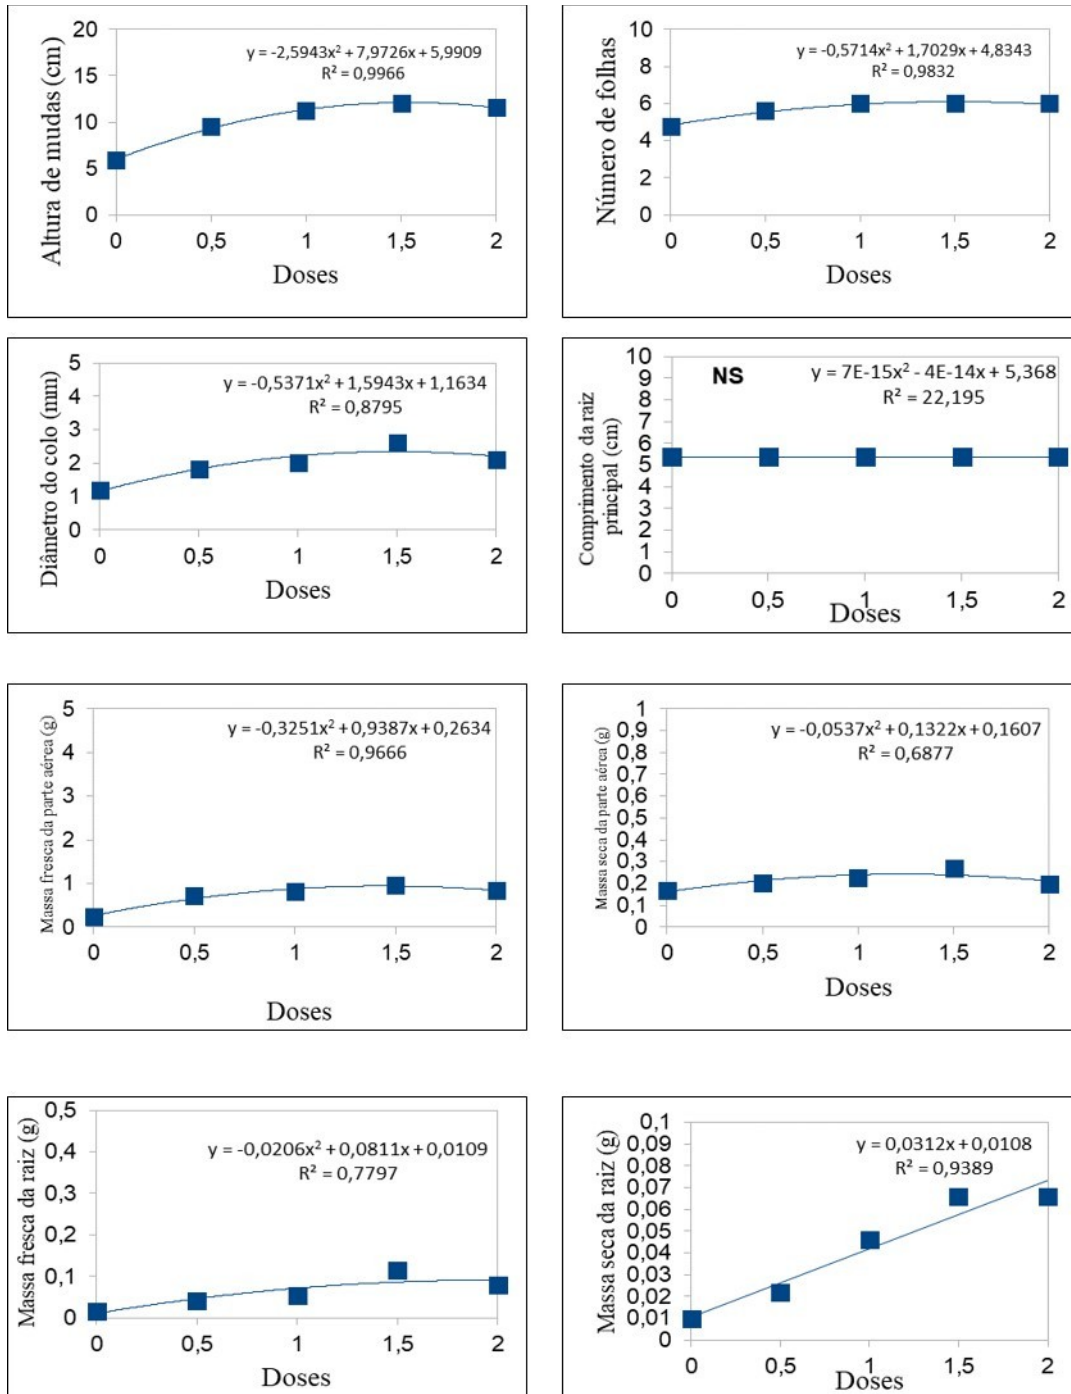 Altura de mudas (cm)
20
15
10
5
0
y = -2,5943x² + 7,9726x + 5,9909
R² = 0,9966
0 0,5 1 1,5 2
Doses
Número de folhas
10
8
6
4
2
0
y = -0,5714x² + 1,7029x + 4,8343
R² = 0,9832
0 0,5 1 1,5 2
Doses
Diâmetro do colo (mm)
5
4
3
2
1
0
y = -0,5371x² + 1,5943x + 1,1634
R² = 0,8795
0 0,5 1 1,5 2
Doses
Comprimento da raiz
principal (cm)
10
9
8
7
6
5
4
3
2
1
0
NS
y = 7E-15x² - 4E-14x + 5,368
R² = 22,195
0 0,5 1 1,5 2
Doses
Massa fresca da parte aérea (g)
5
4
3
2
1
0
y = -0,3251x² + 0,9387x + 0,2634
R² = 0,9666
0 0,5 1 1,5 2
Doses
Massa seca da parte aérea (g)
1
0,9
0,8
0,7
0,6
0,5
0,4
0,3
0,2
0,1
0
y = -0,0537x² + 0,1322x + 0,1607
R² = 0,6877
0 0,5 1 1,5 2
Doses
Massa fresca da raiz (g)
0,5
0,4
0,3
0,2
0,1
0
y = -0,0206x² + 0,0811x + 0,0109
R² = 0,7797
0 0,5 1 1,5 2
Doses
Massa seca da raiz (g)
0,1
0,09
0,08
0,07
0,06
0,05
0,04
0,03
0,02
0,01
0
y = 0,0312x + 0,0108
R² = 0,9389
0 0,5 1 1,5 2
Doses